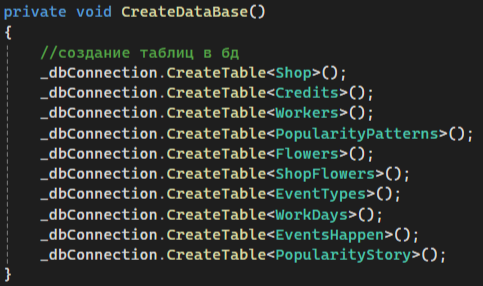 private void CreateDataBase()
{
//создание таблиц в бд
_dbConnection.CreateTable<Shop>();
_dbConnection.CreateTable<Credits>();
_dbConnection.CreateTable<Workers>();
_dbConnection.CreateTable<PopularityPatterns>();
_dbConnection.CreateTable<Flowers>();
_dbConnection.CreateTable<ShopFlowers>();
_dbConnection.CreateTable<EventTypes>();
_dbConnection.CreateTable<WorkDays>();
_dbConnection.CreateTable<EventsHappen>();
_dbConnection.CreateTable<PopularityStory>();
}